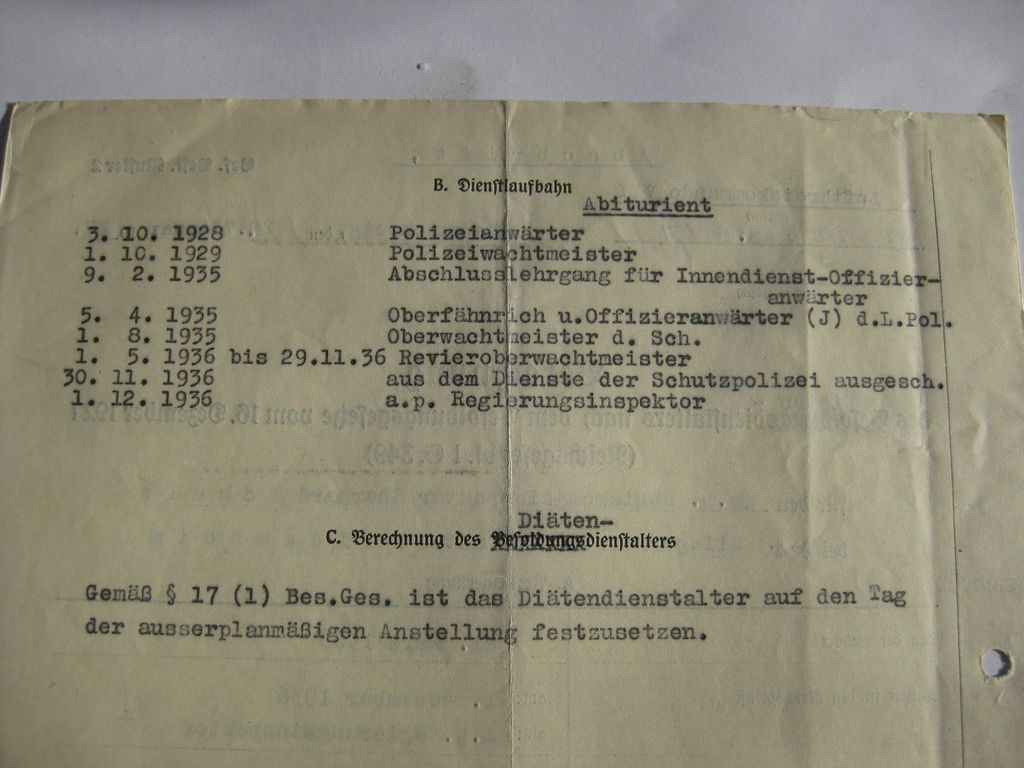 B. Dienstlaufbahn
Abiturient
3. 10. 1928 Polizeianwärter
1. 10. 1929 Polizeiwachtmeister
9. 2. 1935 Abschlusslehrgang für Innendienst-Offizier-
anwärter
5. 4. 1935 Oberfähnrich u.Offizieranwärter (J) d.L.Pol.
1. 8. 1935 Oberwachtmeister d. Sch.
1. 5. 1936 bis 29.11.36 Revieroberwachtmeister
30. 11. 1936 aus dem Dienste der Schutzpolizei ausgesch.
1. 12. 1936 a.p. Regierungsinspektor
Diäten-
C. Berechnung des Besoldungsdienstalters
Gemäß § 17 (1) Bes.Ges. ist das Diätendienstalter auf den Tag
der ausserplanmäßigen Anstellung festzusetzen.